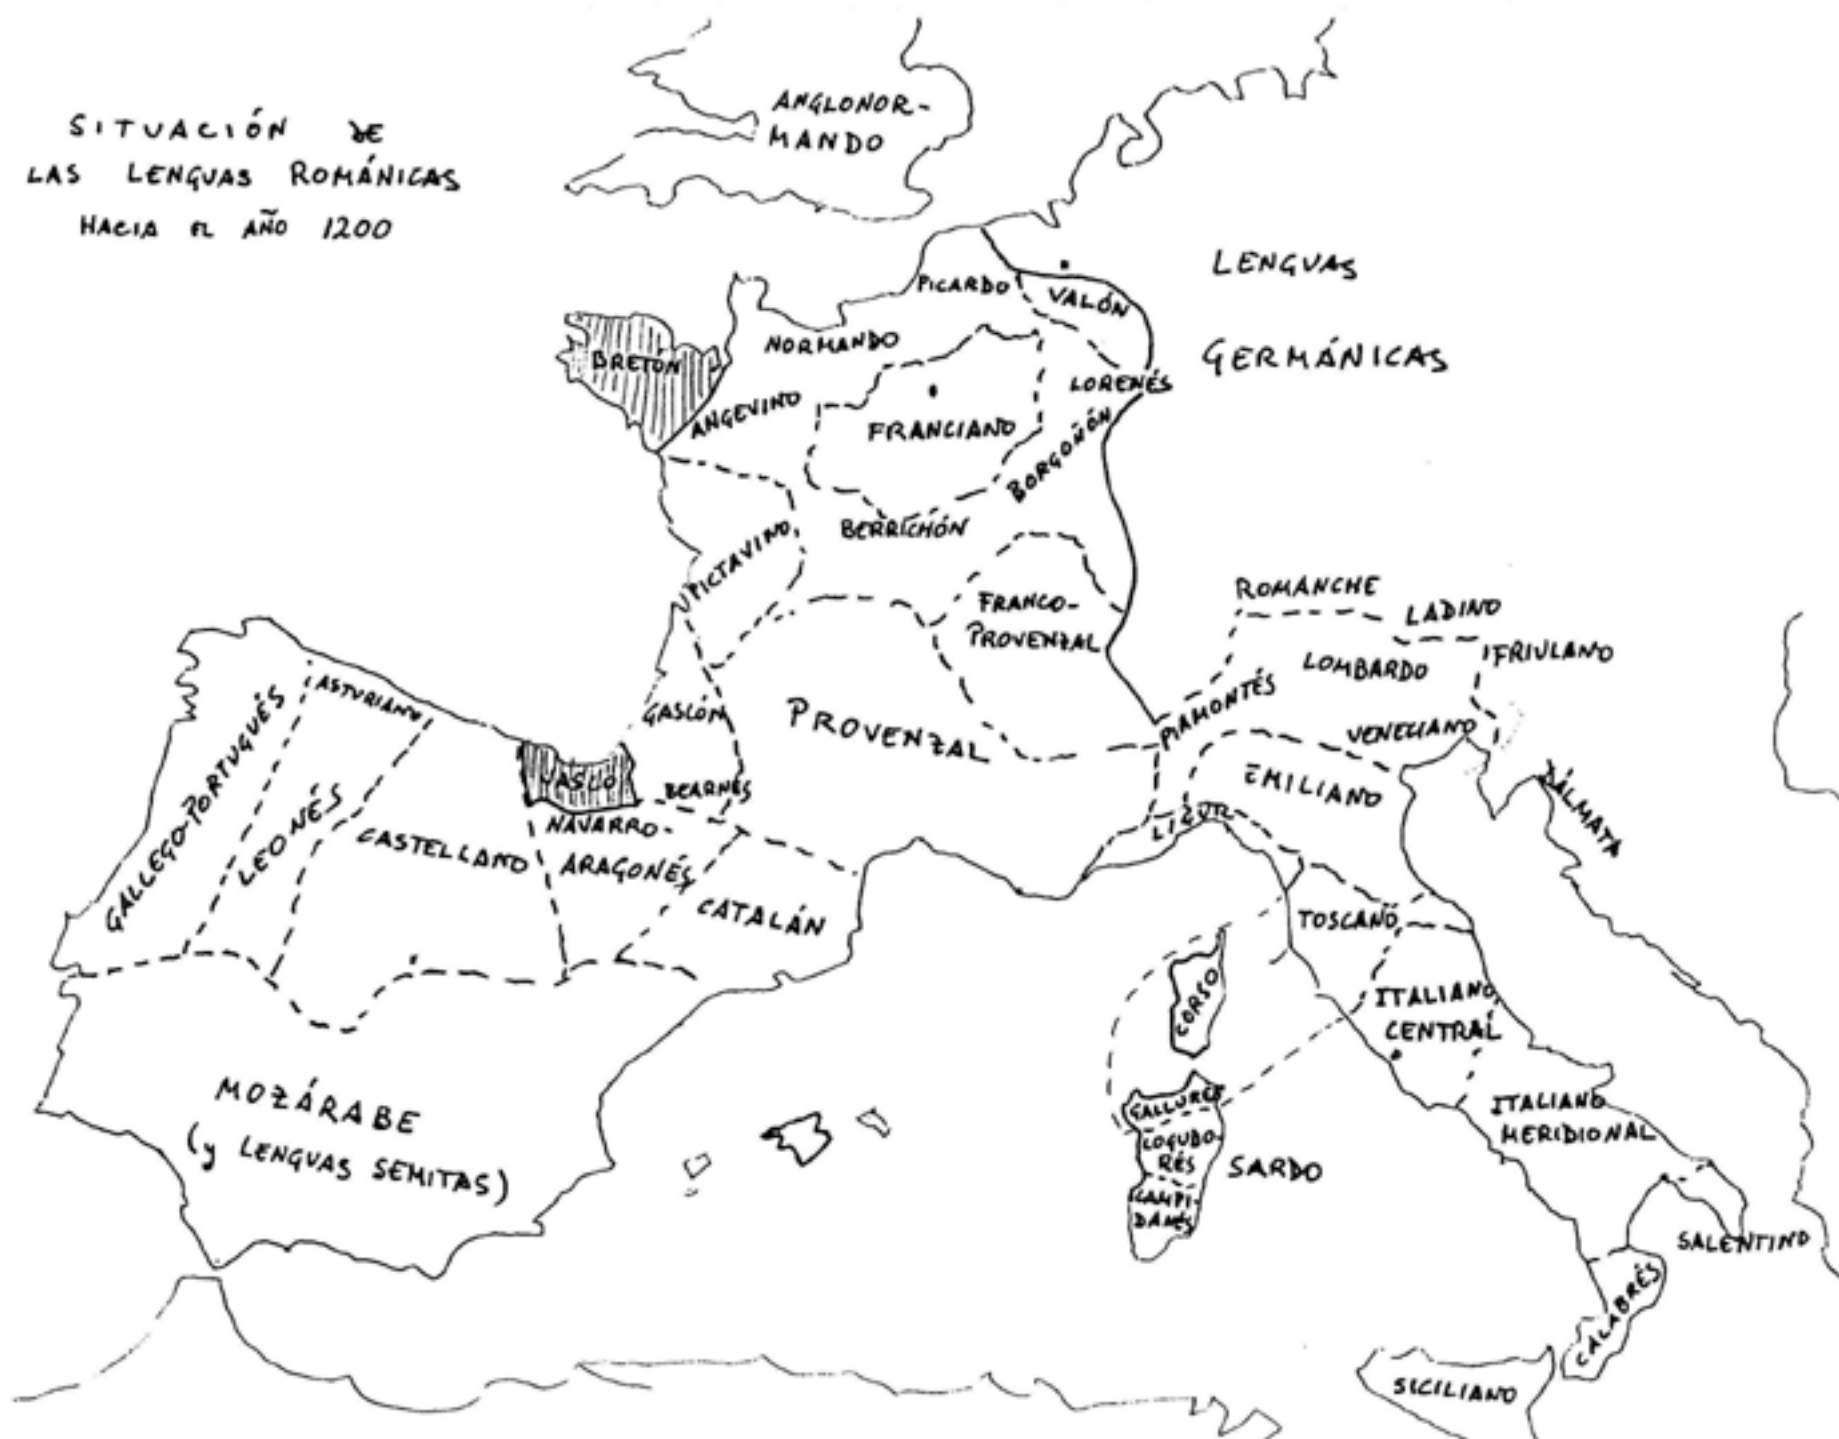 SITUACIÓN DE
LAS LENGUAS ROMÁNICAS
HACIA EL AÑO 1200
ANGLONOR-
MANDO
LENGUAS
GERMÁNICAS
PICARDO
VALÓN
NORMANDO
BRETON
ANGEVINO
FRANCIANO
LORENÉS
BORGOÑÓN
BERRICHÓN
PICTAVINO
FRANCO-
PROVENZAL
ROMANCHE
LADINO
FRIULANO
LOMBARDO
PIAMONTÉS
VENECIANO
EMILIANO
DÁLMATA
LIGUR
GASCÓN
PROVENZAL
BEARNÉS
VASCO
ASTURIANO
GALLEGO-PORTUGUÉS
LEONÉS
CASTELLANO
NAVARRO-
ARAGONÉS
CATALÁN
TOSCANO
CORSO
ITALIANO
CENTRAL
MOZÁRABE
(y LENGUAS SEMITAS)
GALLURÉS
LOGUDO-
RÉS
CAMPI-
DANÉS
SARDO
ITALIANO
MERIDIONAL
SALENTINO
CALABRÉS
SICILIANO